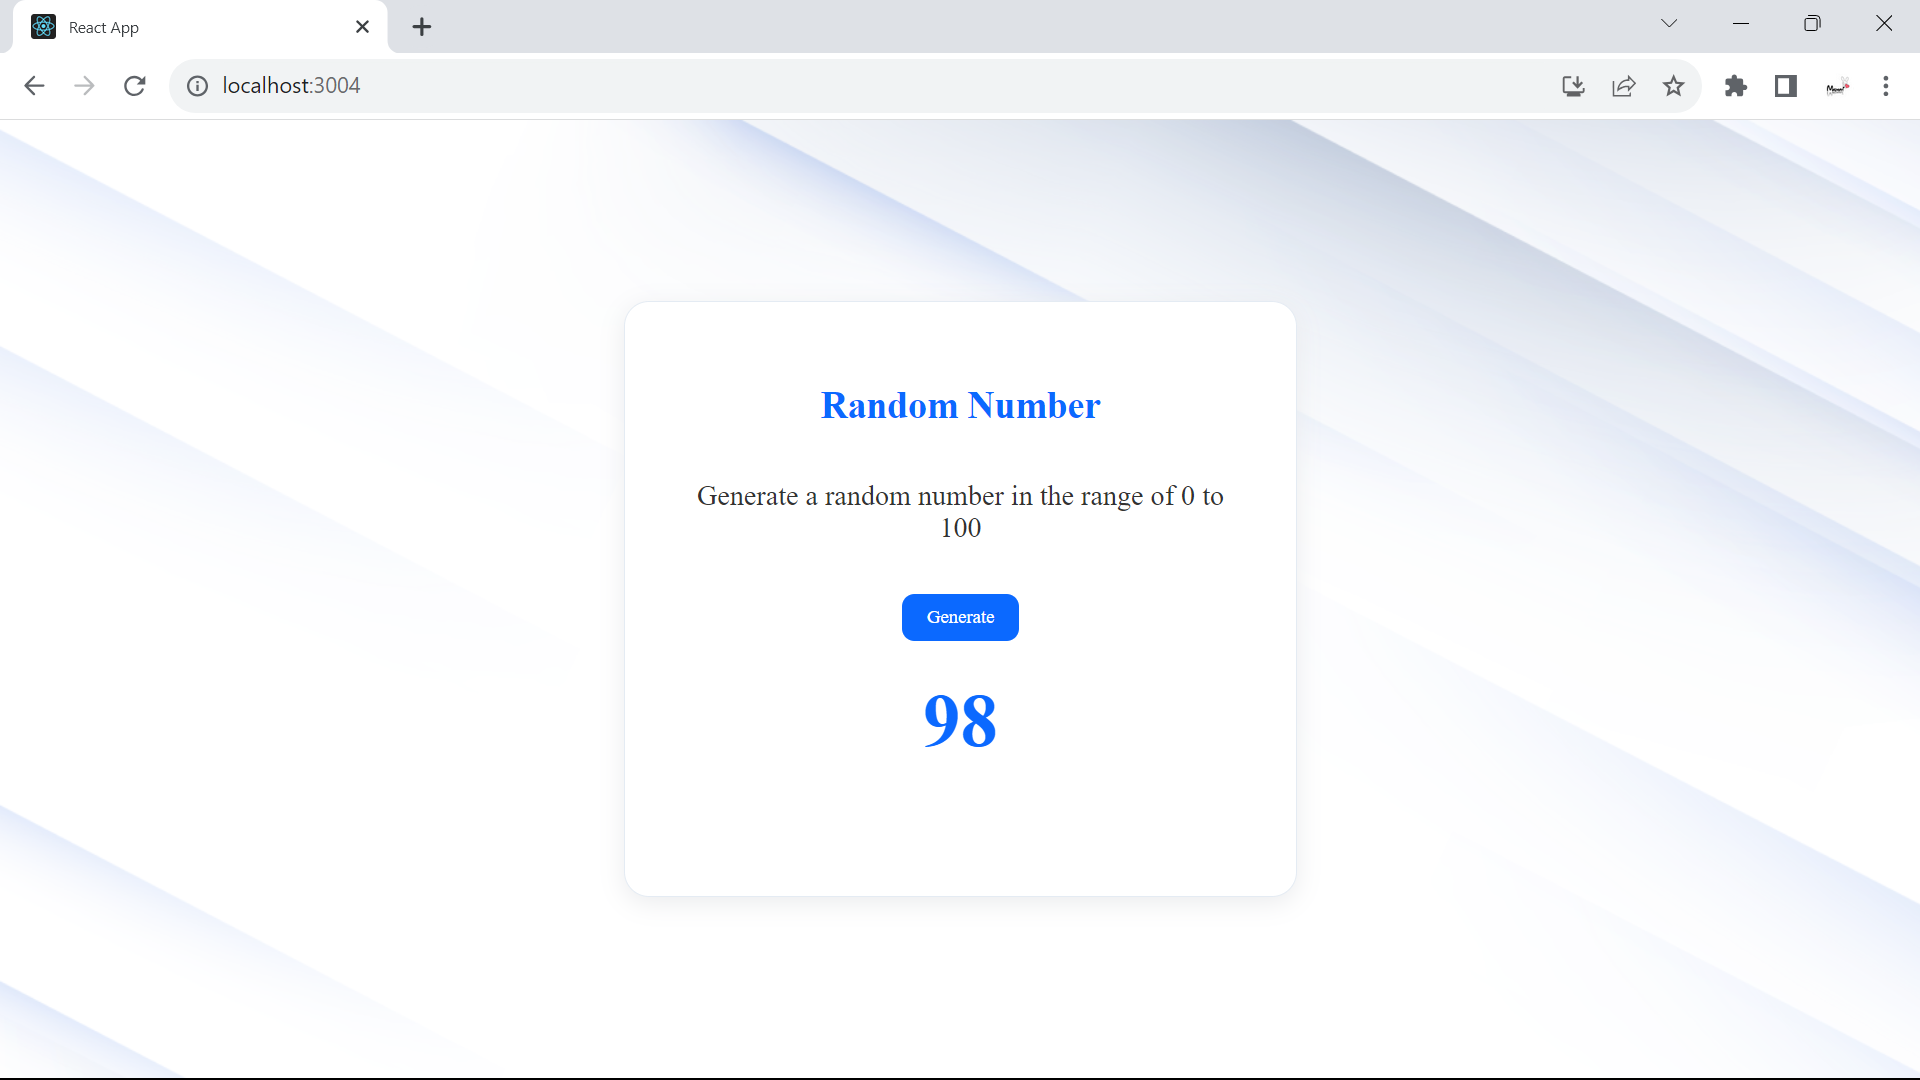 React App
localhost:3004
Random Number
Generate a random number in the range of 0 to
100
Generate
98